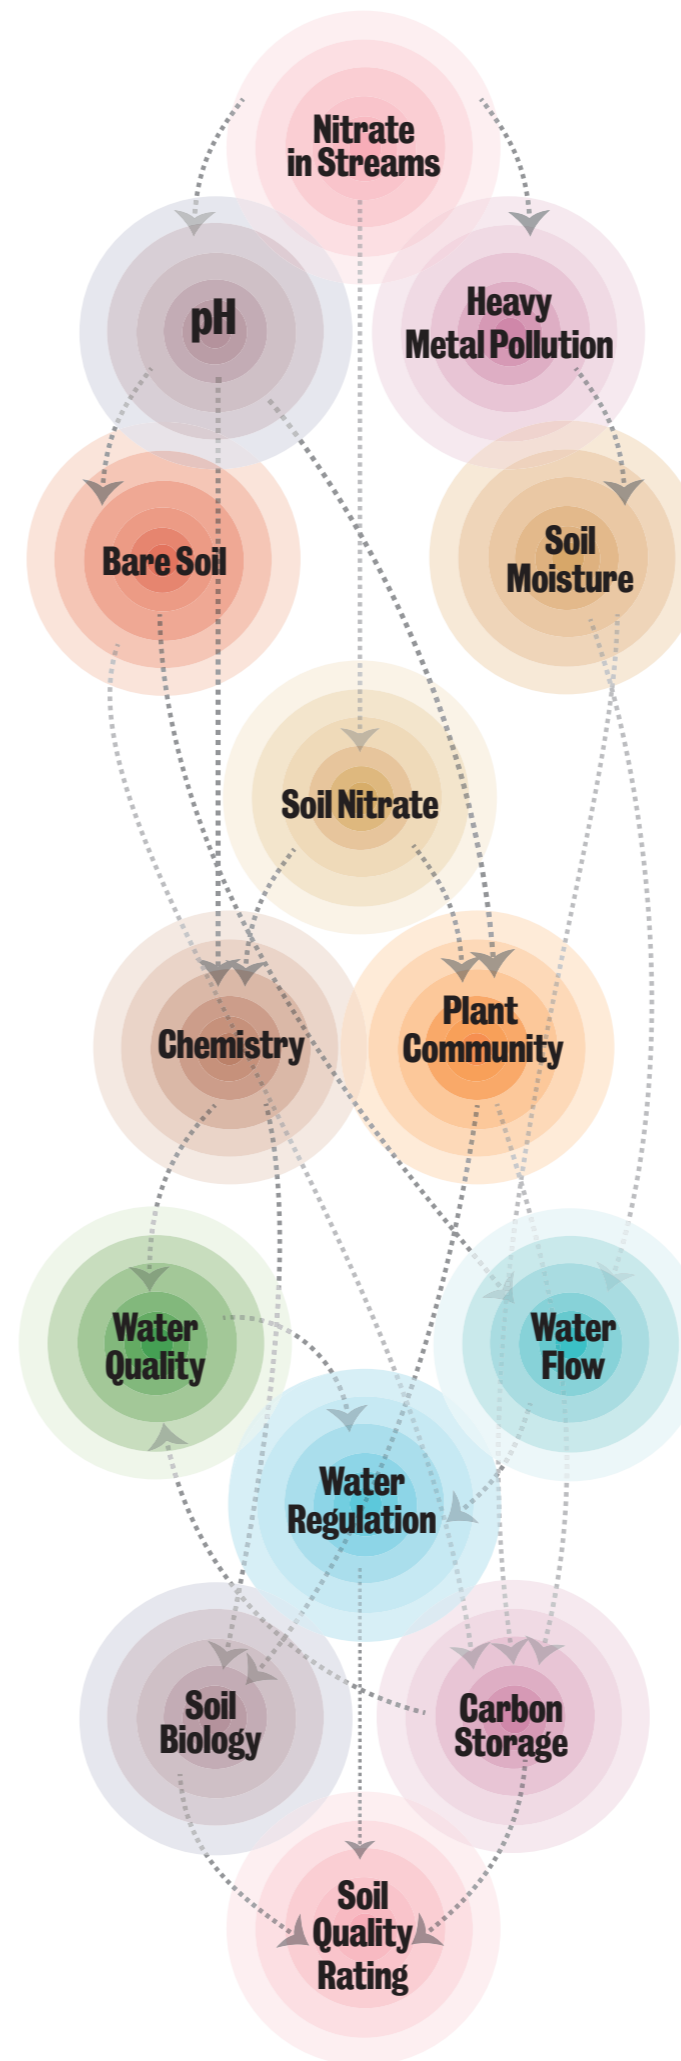 Nitrate
in Streams
pH
Heavy
Metal Pollution
Bare Soil
Soil
Moisture
Soil Nitrate
Chemistry
Plant
Community
Water
Quality
Water
Flow
Water
Regulation
Soil
Biology
Carbon
Storage
Soil
Quality
Rating